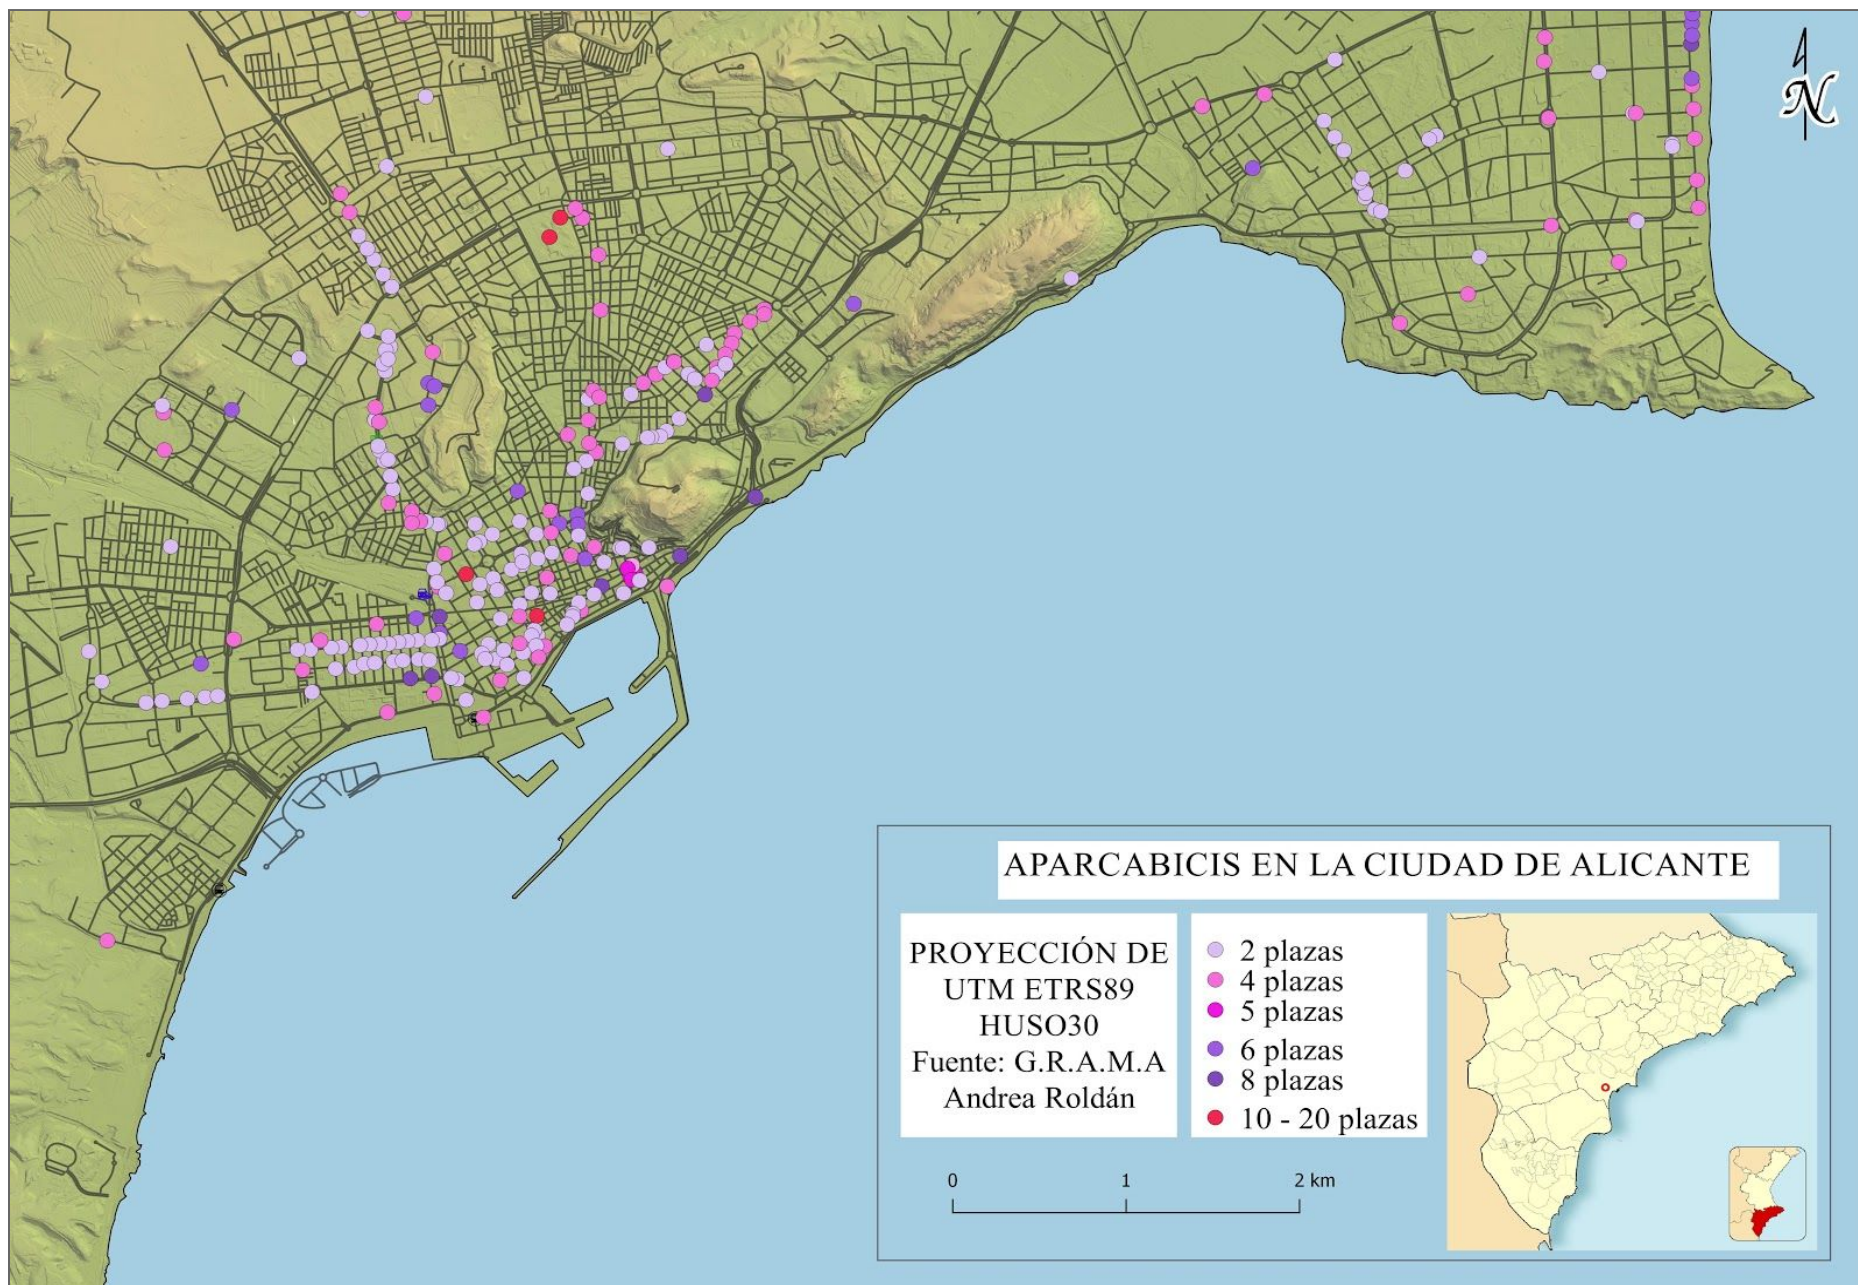 N
APARCABICIS EN LA CIUDAD DE ALICANTE
PROYECCIÓN DE
UTM ETRS89
HUSO30
Fuente: G.R.A.M.A
Andrea Roldán
2 plazas
4 plazas
5 plazas
6 plazas
8 plazas
10 - 20 plazas
0 1 2 km